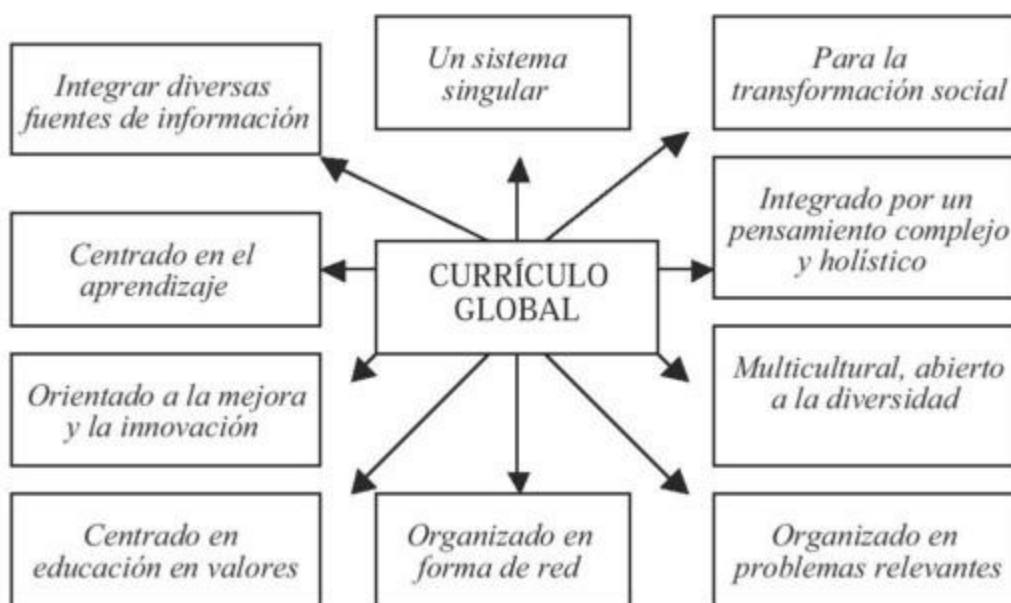 Integrar diversas
fuentes de información
Un sistema
singular
Para la
transformación social
Centrado en el
aprendizaje
CURRÍCULO
GLOBAL
Integrado por un
pensamiento complejo
y holístico
Orientado a la mejora
y la innovación
Multicultural, abierto
a la diversidad
Centrado en
educación en valores
Organizado en
forma de red
Organizado en
problemas relevantes